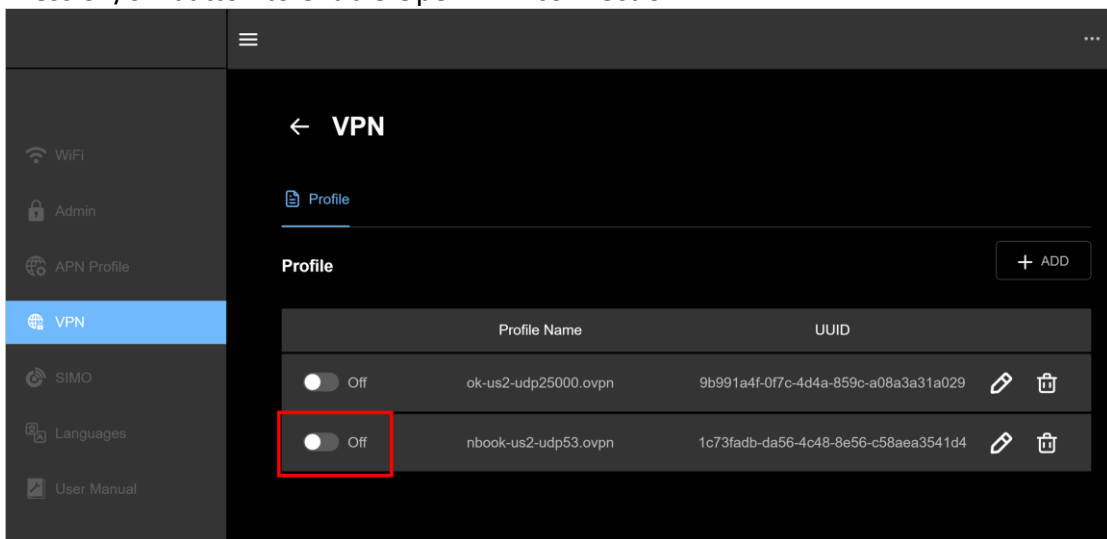 VPN
WiFi
Admin
APN Profile
VPN
SIMO
Languages
User Manual
Profile
Profile
ADD
Profile Name UUID
Off ok-us2-udp25000.ovpn 9b991a4f-0f7c-4d4a-859c-a08a3a31a029
Off nbook-us2-udp53.ovpn 1c73fadb-da56-4c48-8e56-c58aea3541d4